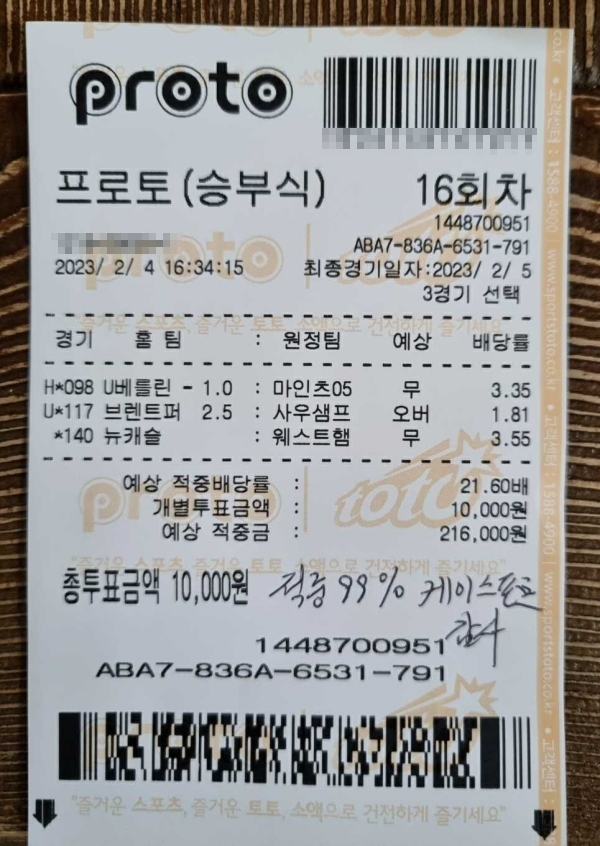 proto
프로토(승부식) 16회차
1448700951
ABA7-836A-6531-791
2023/ 2/ 4 16:34:15 최종경기일자:2023/ 2/ 5
3경기 선택
경기 홈 팀 : 원정팀 예상 배당률
H*098 U베를린 - 1.0 : 마인츠05 무 3.35
U*117 브렌트퍼 2.5 : 사우샘프 오버 1.81
*140 뉴캐슬 : 웨스트햄 무 3.55
예상 적중배당률 : 21.60배
개별투표금액 : 10,000원
예상 적중금 : 216,000원
총투표금액 10,000원 적중 99% 케이스포츠
감사
1448700951
ABA7-836A-6531-791
"즐거운 스포츠, 즐거운 토토, 소액으로 건전하게 즐기세요"
고객센터 : 1588-4900 | www.sportstoto.co.kr